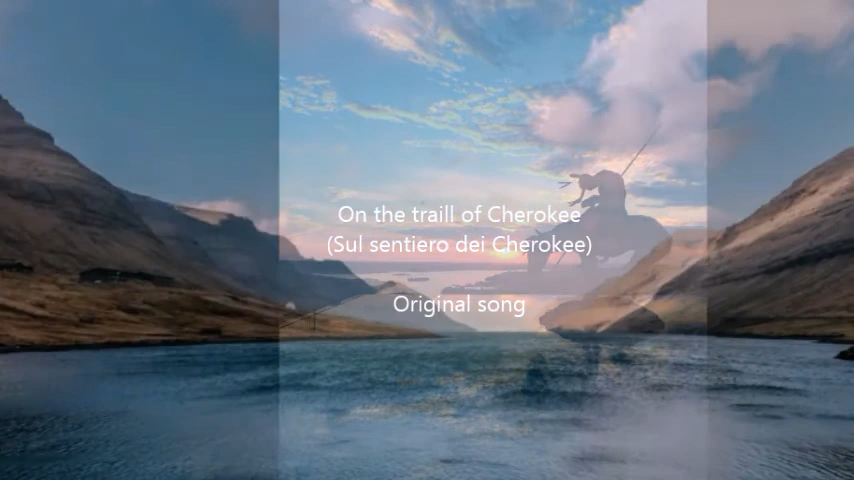 On the traill of Cherokee
(Sul sentiero dei Cherokee)
Original song